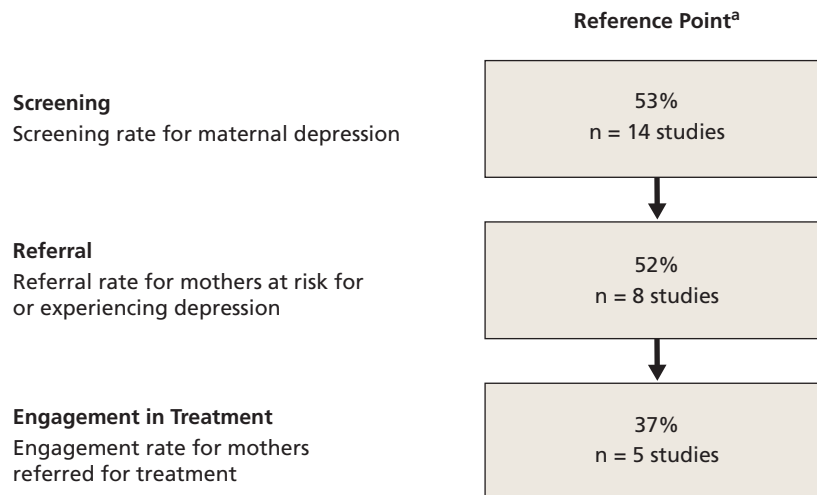 Reference Pointᵃ
Screening
Screening rate for maternal depression
53%
n = 14 studies
Referral
Referral rate for mothers at risk for
or experiencing depression
52%
n = 8 studies
Engagement in Treatment
Engagement rate for mothers
referred for treatment
37%
n = 5 studies